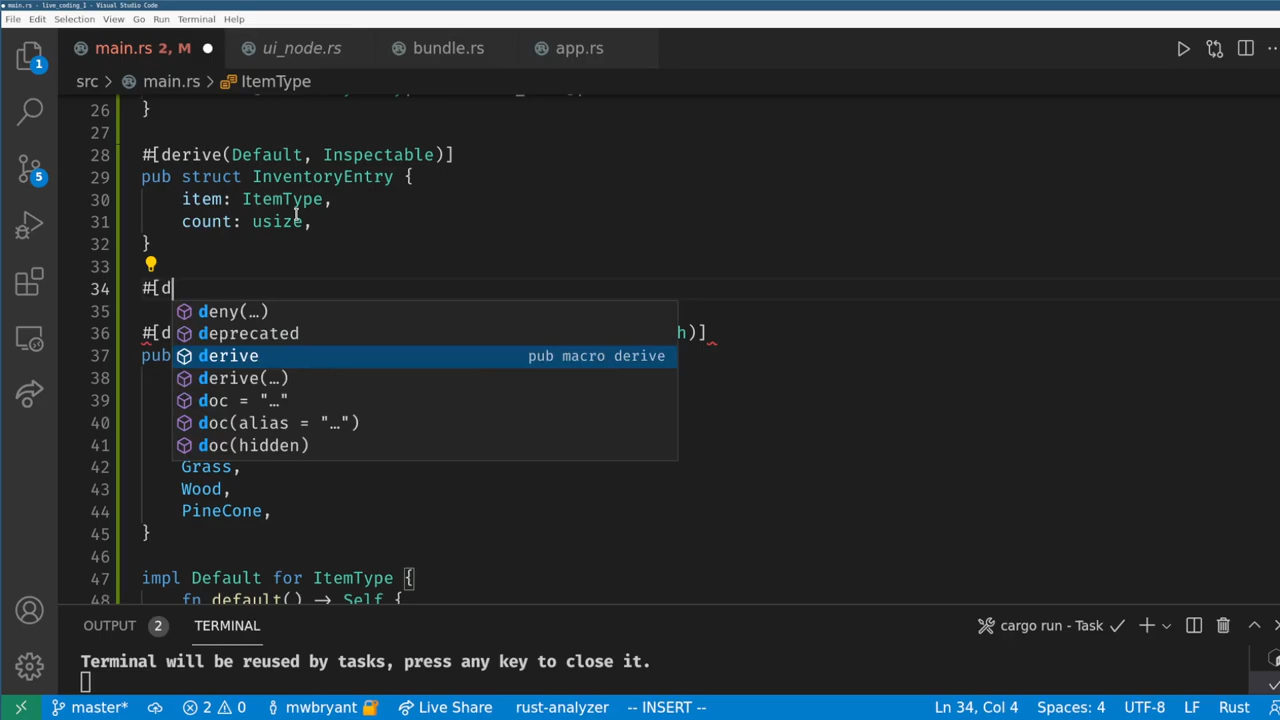 main.rs - live_coding_1 - Visual Studio Code
File Edit Selection View Go Run Terminal Help
main.rs 2, M ui_node.rs bundle.rs app.rs
src > main.rs > ItemType
26 }
27
28 #[derive(Default, Inspectable)]
29 pub struct InventoryEntry {
30 item: ItemType,
31 count: usize,
32 }
33
34 #[d
35
deny(…)
36 #[d h)]
deprecated
37 pub
derive pub macro derive
38
derive(…)
39
doc = "…"
40
doc(alias = "…")
41
doc(hidden)
42 Grass,
43 Wood,
44 PineCone,
45 }
46
47 impl Default for ItemType {
48 fn default() -> Self {
OUTPUT 2 TERMINAL cargo run - Task
Terminal will be reused by tasks, press any key to close it.
1
5
master* 2 0 mwbryant Live Share rust-analyzer -- INSERT -- Ln 34, Col 4 Spaces: 4 UTF-8 LF Rust